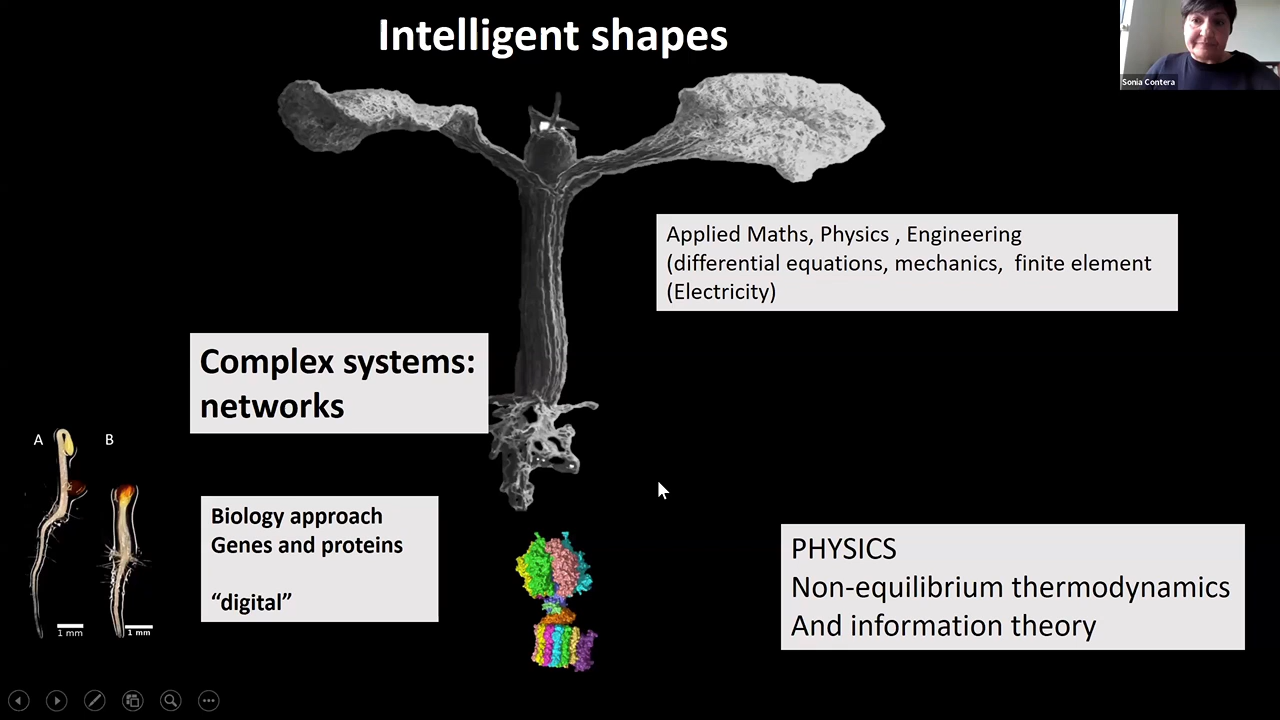 Intelligent shapes
Sonia Contera
Applied Maths, Physics , Engineering
(differential equations, mechanics,  finite element
(Electricity)
Complex systems:
networks
A
B
1 mm
1 mm
Biology approach
Genes and proteins
“digital”
PHYSICS
Non-equilibrium thermodynamics
And information theory